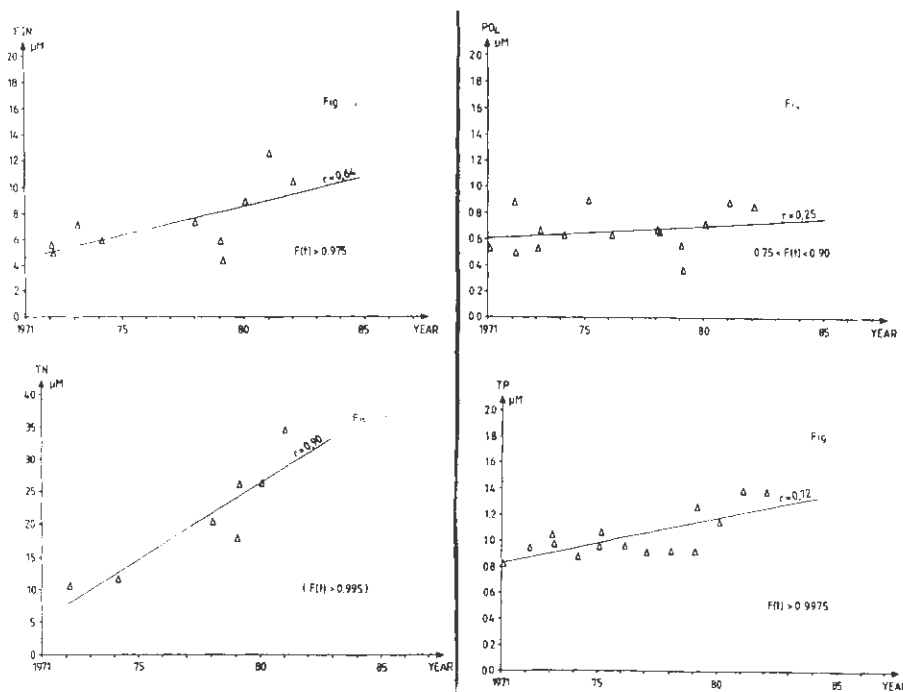 µM
20
18
16
14
12
10
8
6
4
2
0
Fig
r=0,64
F(t)>0.975
1971
75
80
85
YEAR
PO4
µM
2.0
1.8
1.6
1.4
1.2
1.0
0.8
0.6
0.4
0.2
0
r=0,25
0.75<F(t)<0.90
1971
75
80
85
YEAR
TN
µM
40
35
30
25
20
15
10
5
0
r=0,90
(F(t)>0.995)
1971
75
80
85
YEAR
TP
µM
2.0
1.8
1.6
1.4
1.2
1.0
0.8
0.6
0.4
0.2
0.0
Fig
r=0,72
F(t)>0.9975
1971
75
80
85
YEAR